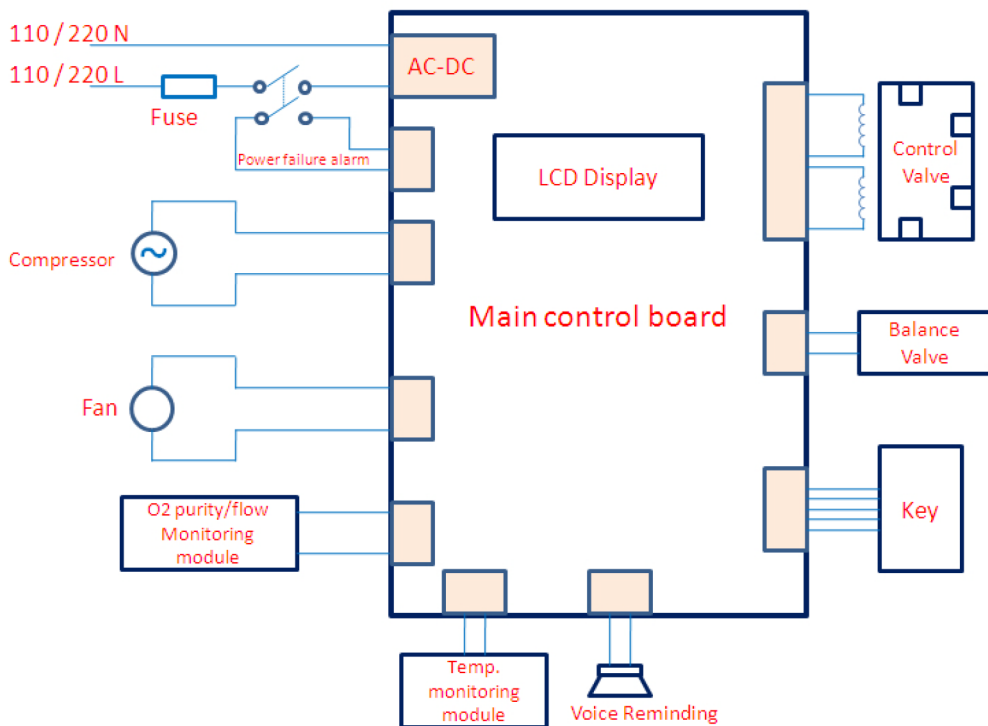 110 / 220 N
110 / 220 L
Fuse
AC-DC
Power failure alarm
LCD Display
Control
Valve
Compressor
Main control board
Balance
Valve
Fan
O2 purity/flow
Monitoring
module
Key
Temp.
monitoring
module
Voice Reminding